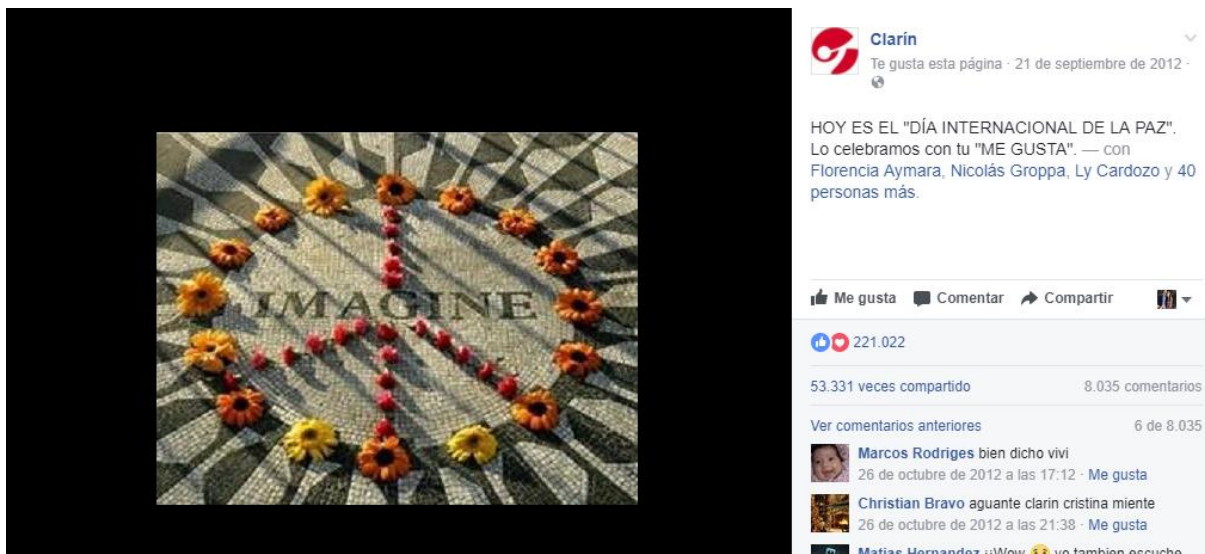 IMAGINE
Clarín
Te gusta esta página · 21 de septiembre de 2012 ·
HOY ES EL "DÍA INTERNACIONAL DE LA PAZ".
Lo celebramos con tu "ME GUSTA". — con
Florencia Aymara, Nicolás Groppa, Ly Cardozo y 40
personas más.
Me gusta Comentar Compartir
221.022
53.331 veces compartido 8.035 comentarios
Ver comentarios anteriores 6 de 8.035
Marcos Rodriges bien dicho vivi
26 de octubre de 2012 a las 17:12 · Me gusta
Christian Bravo aguante clarin cristina miente
26 de octubre de 2012 a las 21:38 · Me gusta
Matias Hernandez ¡¡Wow 😣 yo tambien escuche